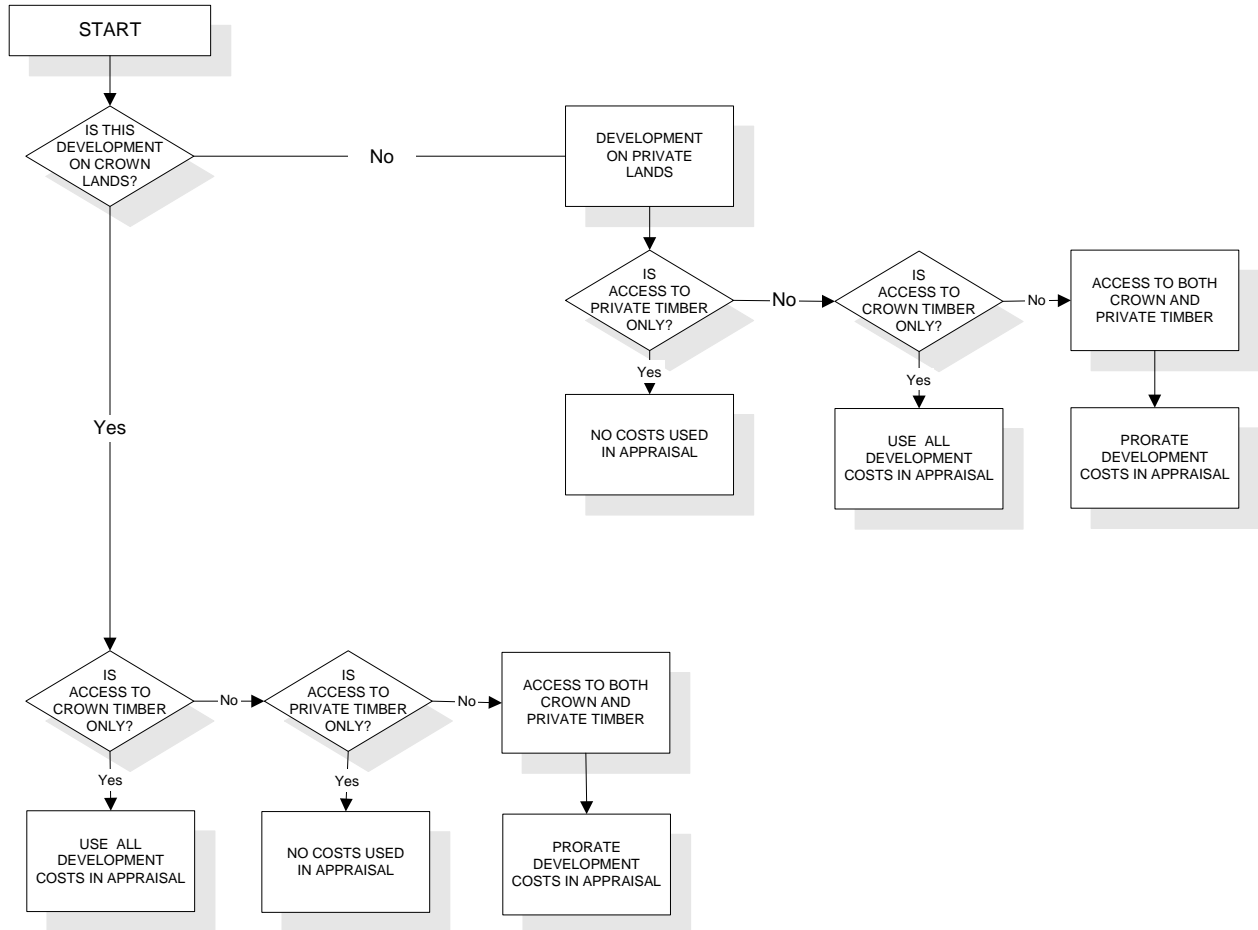 START
IS THIS
DEVELOPMENT
ON CROWN
LANDS?
No
DEVELOPMENT
ON PRIVATE
LANDS
IS
ACCESS TO
PRIVATE TIMBER
ONLY?
No
IS
ACCESS TO
CROWN TIMBER
ONLY?
No
ACCESS TO BOTH
CROWN AND
PRIVATE TIMBER
Yes
Yes
NO COSTS USED
IN APPRAISAL
USE ALL
DEVELOPMENT
COSTS IN APPRAISAL
PRORATE
DEVELOPMENT
COSTS IN APPRAISAL
Yes
IS
ACCESS TO
CROWN TIMBER
ONLY?
No
IS
ACCESS TO
PRIVATE TIMBER
ONLY?
No
ACCESS TO BOTH
CROWN AND
PRIVATE TIMBER
Yes
Yes
USE ALL
DEVELOPMENT
COSTS IN APPRAISAL
NO COSTS USED
IN APPRAISAL
PRORATE
DEVELOPMENT
COSTS IN APPRAISAL